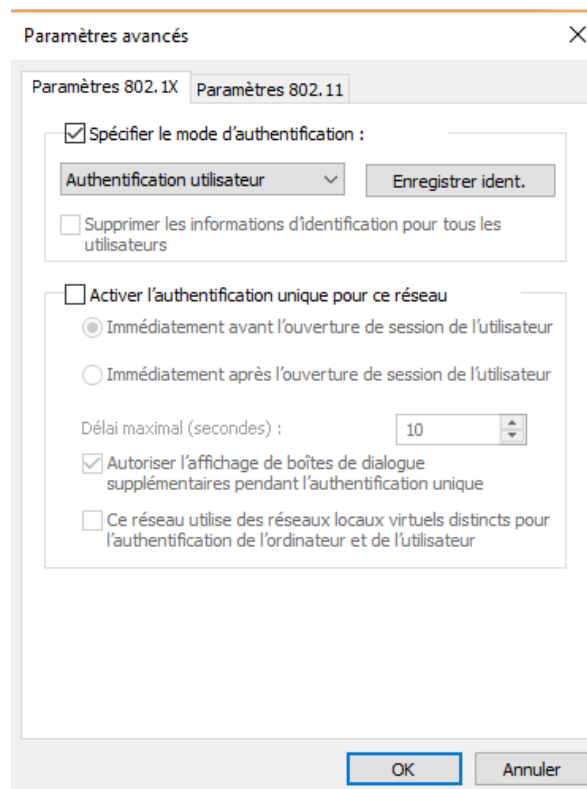 Paramètres avancés
Paramètres 802.1X
Paramètres 802.11
Spécifier le mode d'authentification :
Authentification utilisateur
Enregistrer ident.
Supprimer les informations d'identification pour tous les
utilisateurs
Activer l'authentification unique pour ce réseau
Immédiatement avant l'ouverture de session de l'utilisateur
Immédiatement après l'ouverture de session de l'utilisateur
Délai maximal (secondes) :
10
Autoriser l'affichage de boîtes de dialogue
supplémentaires pendant l'authentification unique
Ce réseau utilise des réseaux locaux virtuels distincts pour
l'authentification de l'ordinateur et de l'utilisateur
OK
Annuler